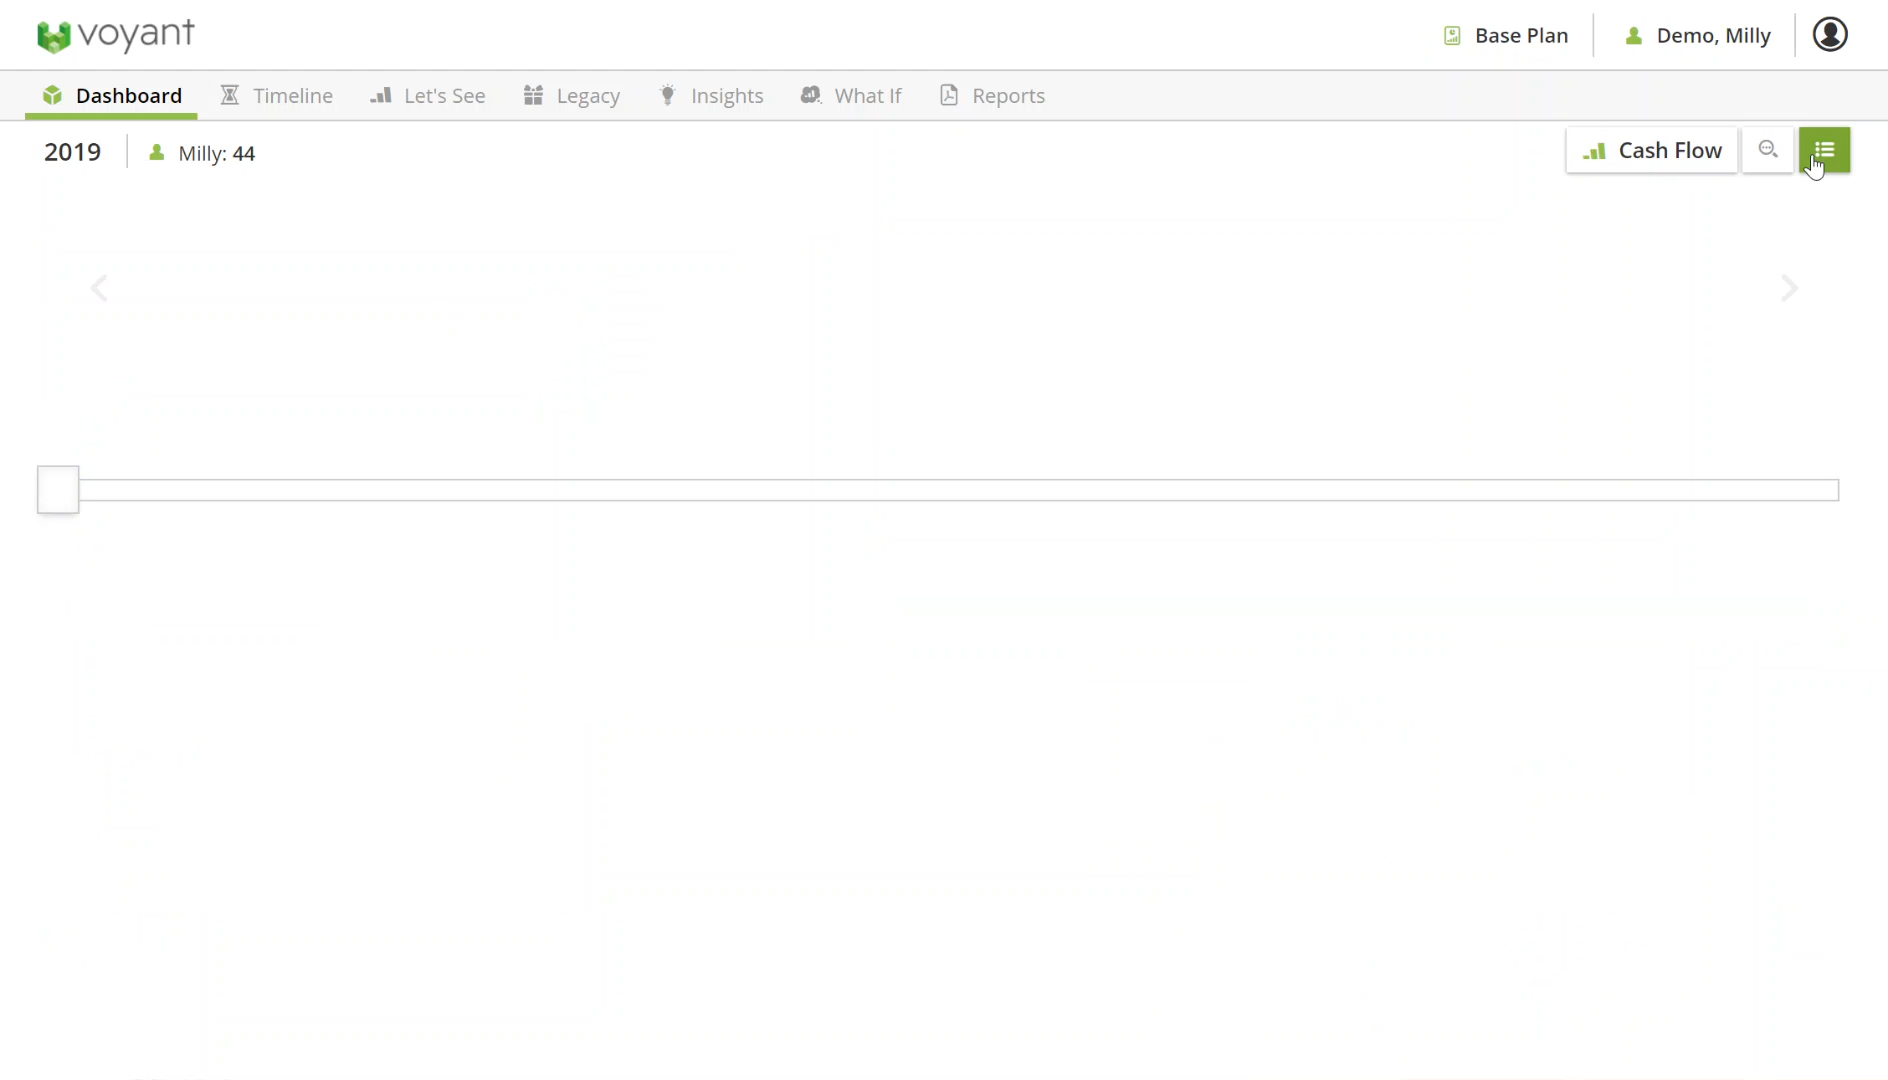 voyant
Base Plan
Demo, Milly
Dashboard
Timeline
Let's See
Legacy
Insights
What If
Reports
2019
Milly: 44
Cash Flow